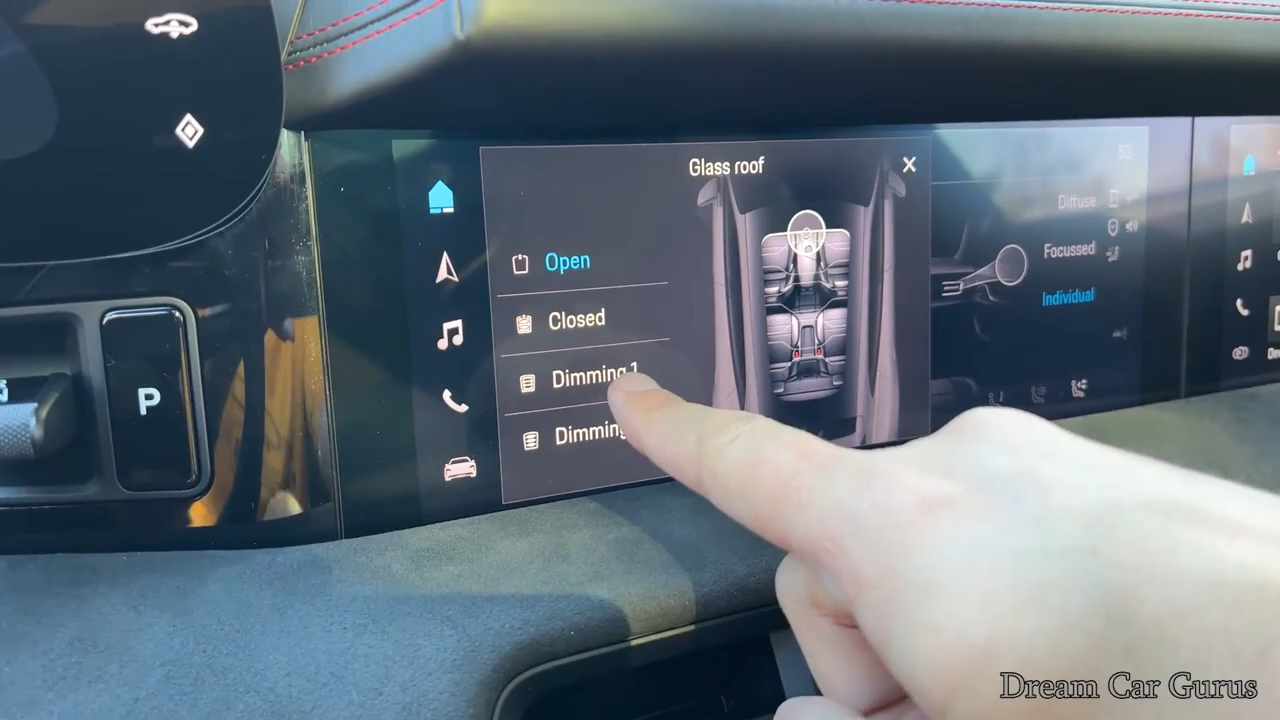 Glass roof
Open
Closed
Dimming 1
Dimming
Diffuse
Focussed
Individual
P
Dream Car Gurus